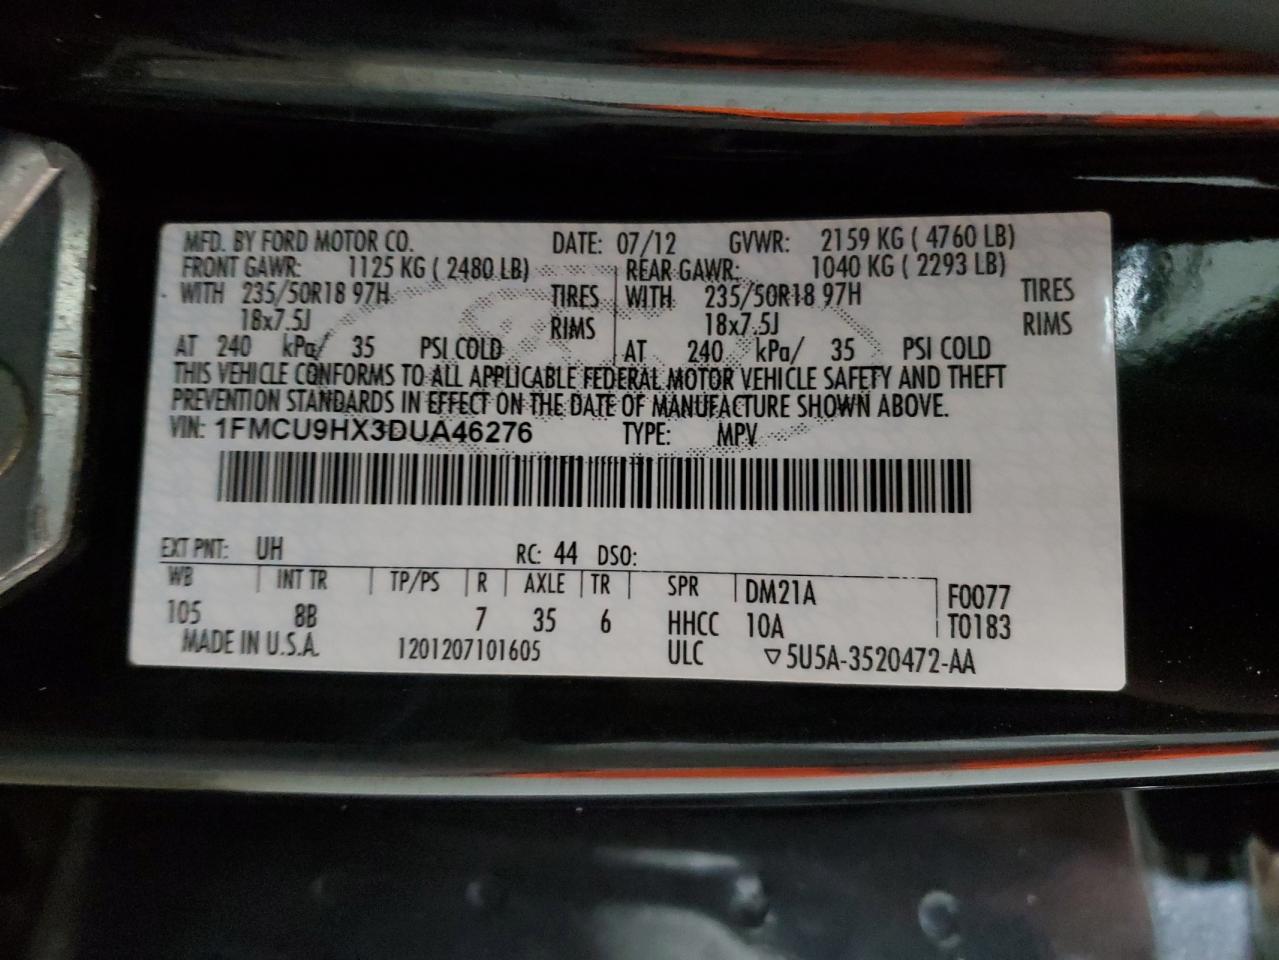 MFD. BY FORD MOTOR CO. DATE: 07/12 GVWR: 2159 KG ( 4760 LB)
FRONT GAWR: 1125 KG ( 2480 LB) REAR GAWR: 1040 KG ( 2293 LB)
WITH 235/50R18 97H TIRES WITH 235/50R18 97H TIRES
18x7.5J RIMS 18x7.5J RIMS
AT 240 kPa/ 35 PSI COLD AT 240 kPa/ 35 PSI COLD
THIS VEHICLE CONFORMS TO ALL APPLICABLE FEDERAL MOTOR VEHICLE SAFETY AND THEFT
PREVENTION STANDARDS IN EFFECT ON THE DATE OF MANUFACTURE SHOWN ABOVE.
VIN: 1FMCU9HX3DUA46276 TYPE: MPV
EXT PNT: UH RC: 44 DSO:
WB INT TR TP/PS R AXLE TR SPR DM21A F0077
105 8B 7 35 6 HHCC 10A T0183
MADE IN U.S.A. 1201207101605 ULC ▽5U5A-3520472-AA